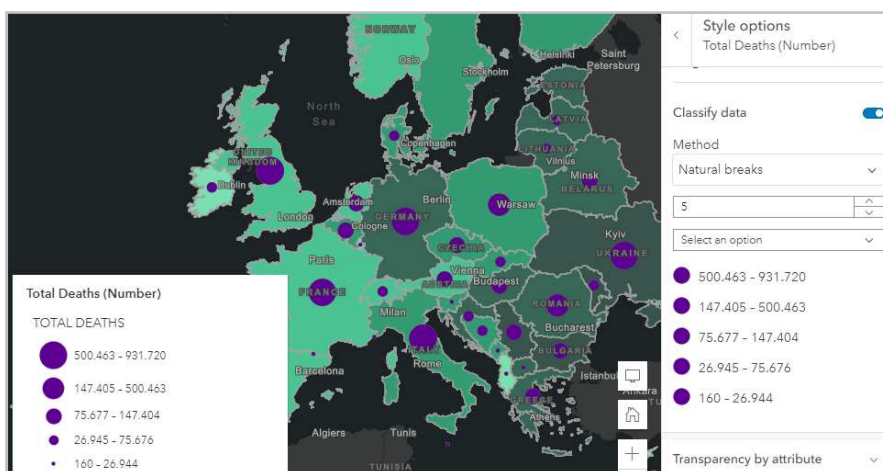 NORWAY
Oslo
Stockholm
Helsinki
Saint
Petersburg
ESTONIA
North
Sea
LATVIA
Copenhagen
LITHUANIA
Vilnius
UNITED
KINGDOM
Minsk
BELARUS
Dublin
Amsterdam
Berlin
Warsaw
London
GERMANY
Cologne
Kyiv
CZECHIA
UKRAINE
Paris
Vienna
AUSTRIA
Budapest
FRANCE
ROMANIA
Milan
Bucharest
ITALY
BULGARIA
Rome
Barcelona
Istanbul
Ankara
GREECE
Athens
Algiers
Tunis
TUNISIA
Total Deaths (Number)
TOTAL DEATHS
500.463 - 931.720
147.405 - 500.463
75.677 - 147.404
26.945 - 75.676
160 - 26.944
Style options
Total Deaths (Number)
Classify data
Method
Natural breaks
5
Select an option
500.463 - 931.720
147.405 - 500.463
75.677 - 147.404
26.945 - 75.676
160 - 26.944
Transparency by attribute